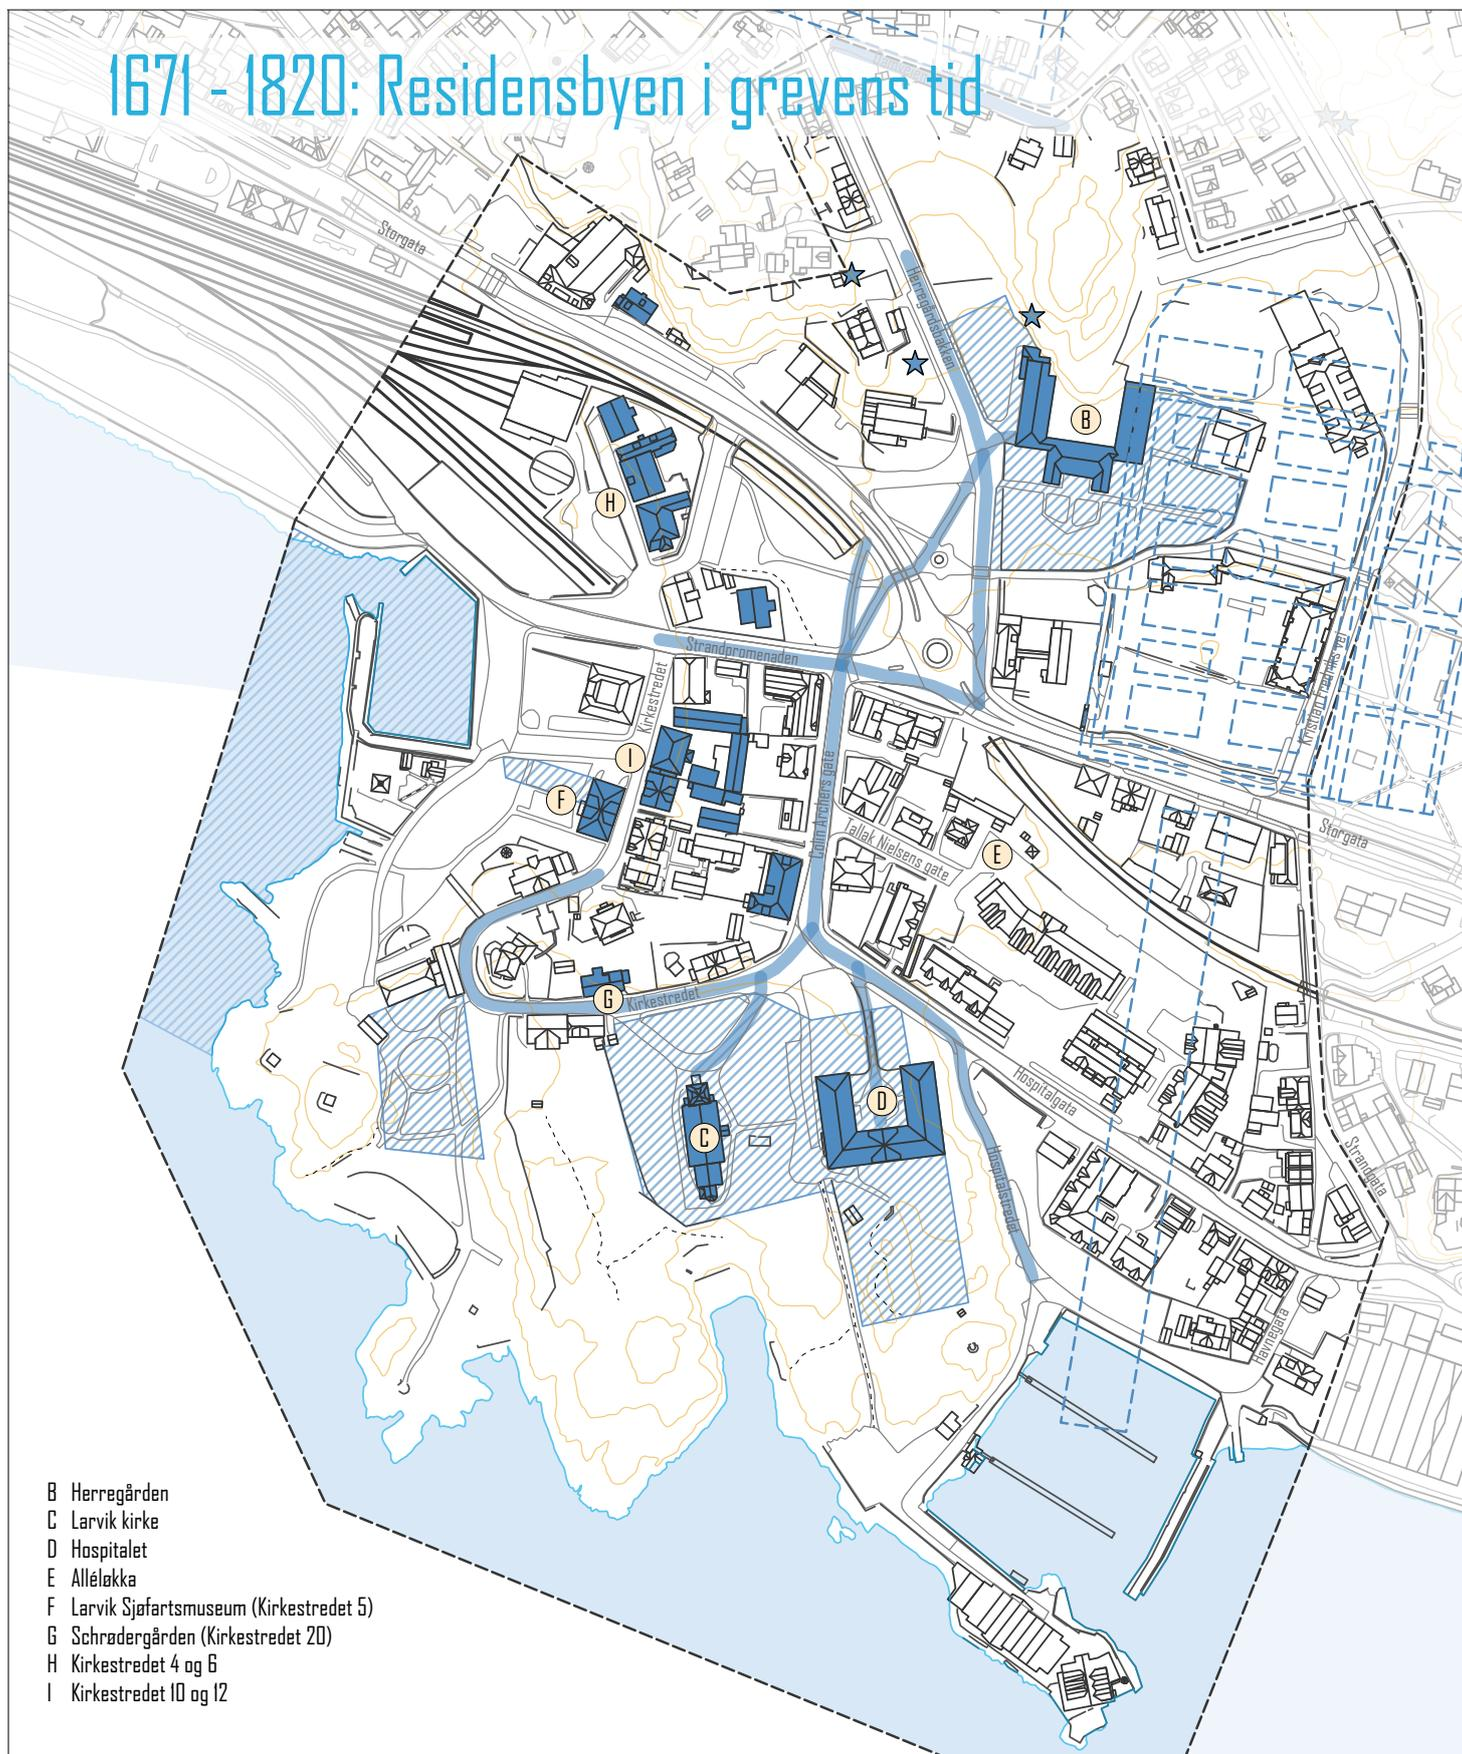 1671 - 1820: Residensbyen i grevens tid
Storgata
Herregårdsbakken
B
H
Strandpromenaden
Kirkestredet
Kristian Fredriks vei
I
F
Colin Archers gate
Tallak Nielsens gate
E
Storgata
G
Kirkestredet
D
C
Hospitalgata
Hospitalstredet
Strandgata
Havnegata
B Herregården
C Larvik kirke
D Hospitalet
E Alléløkka
F Larvik Sjøfartsmuseum (Kirkestredet 5)
G Schrødergården (Kirkestredet 20)
H Kirkestredet 4 og 6
I Kirkestredet 10 og 12